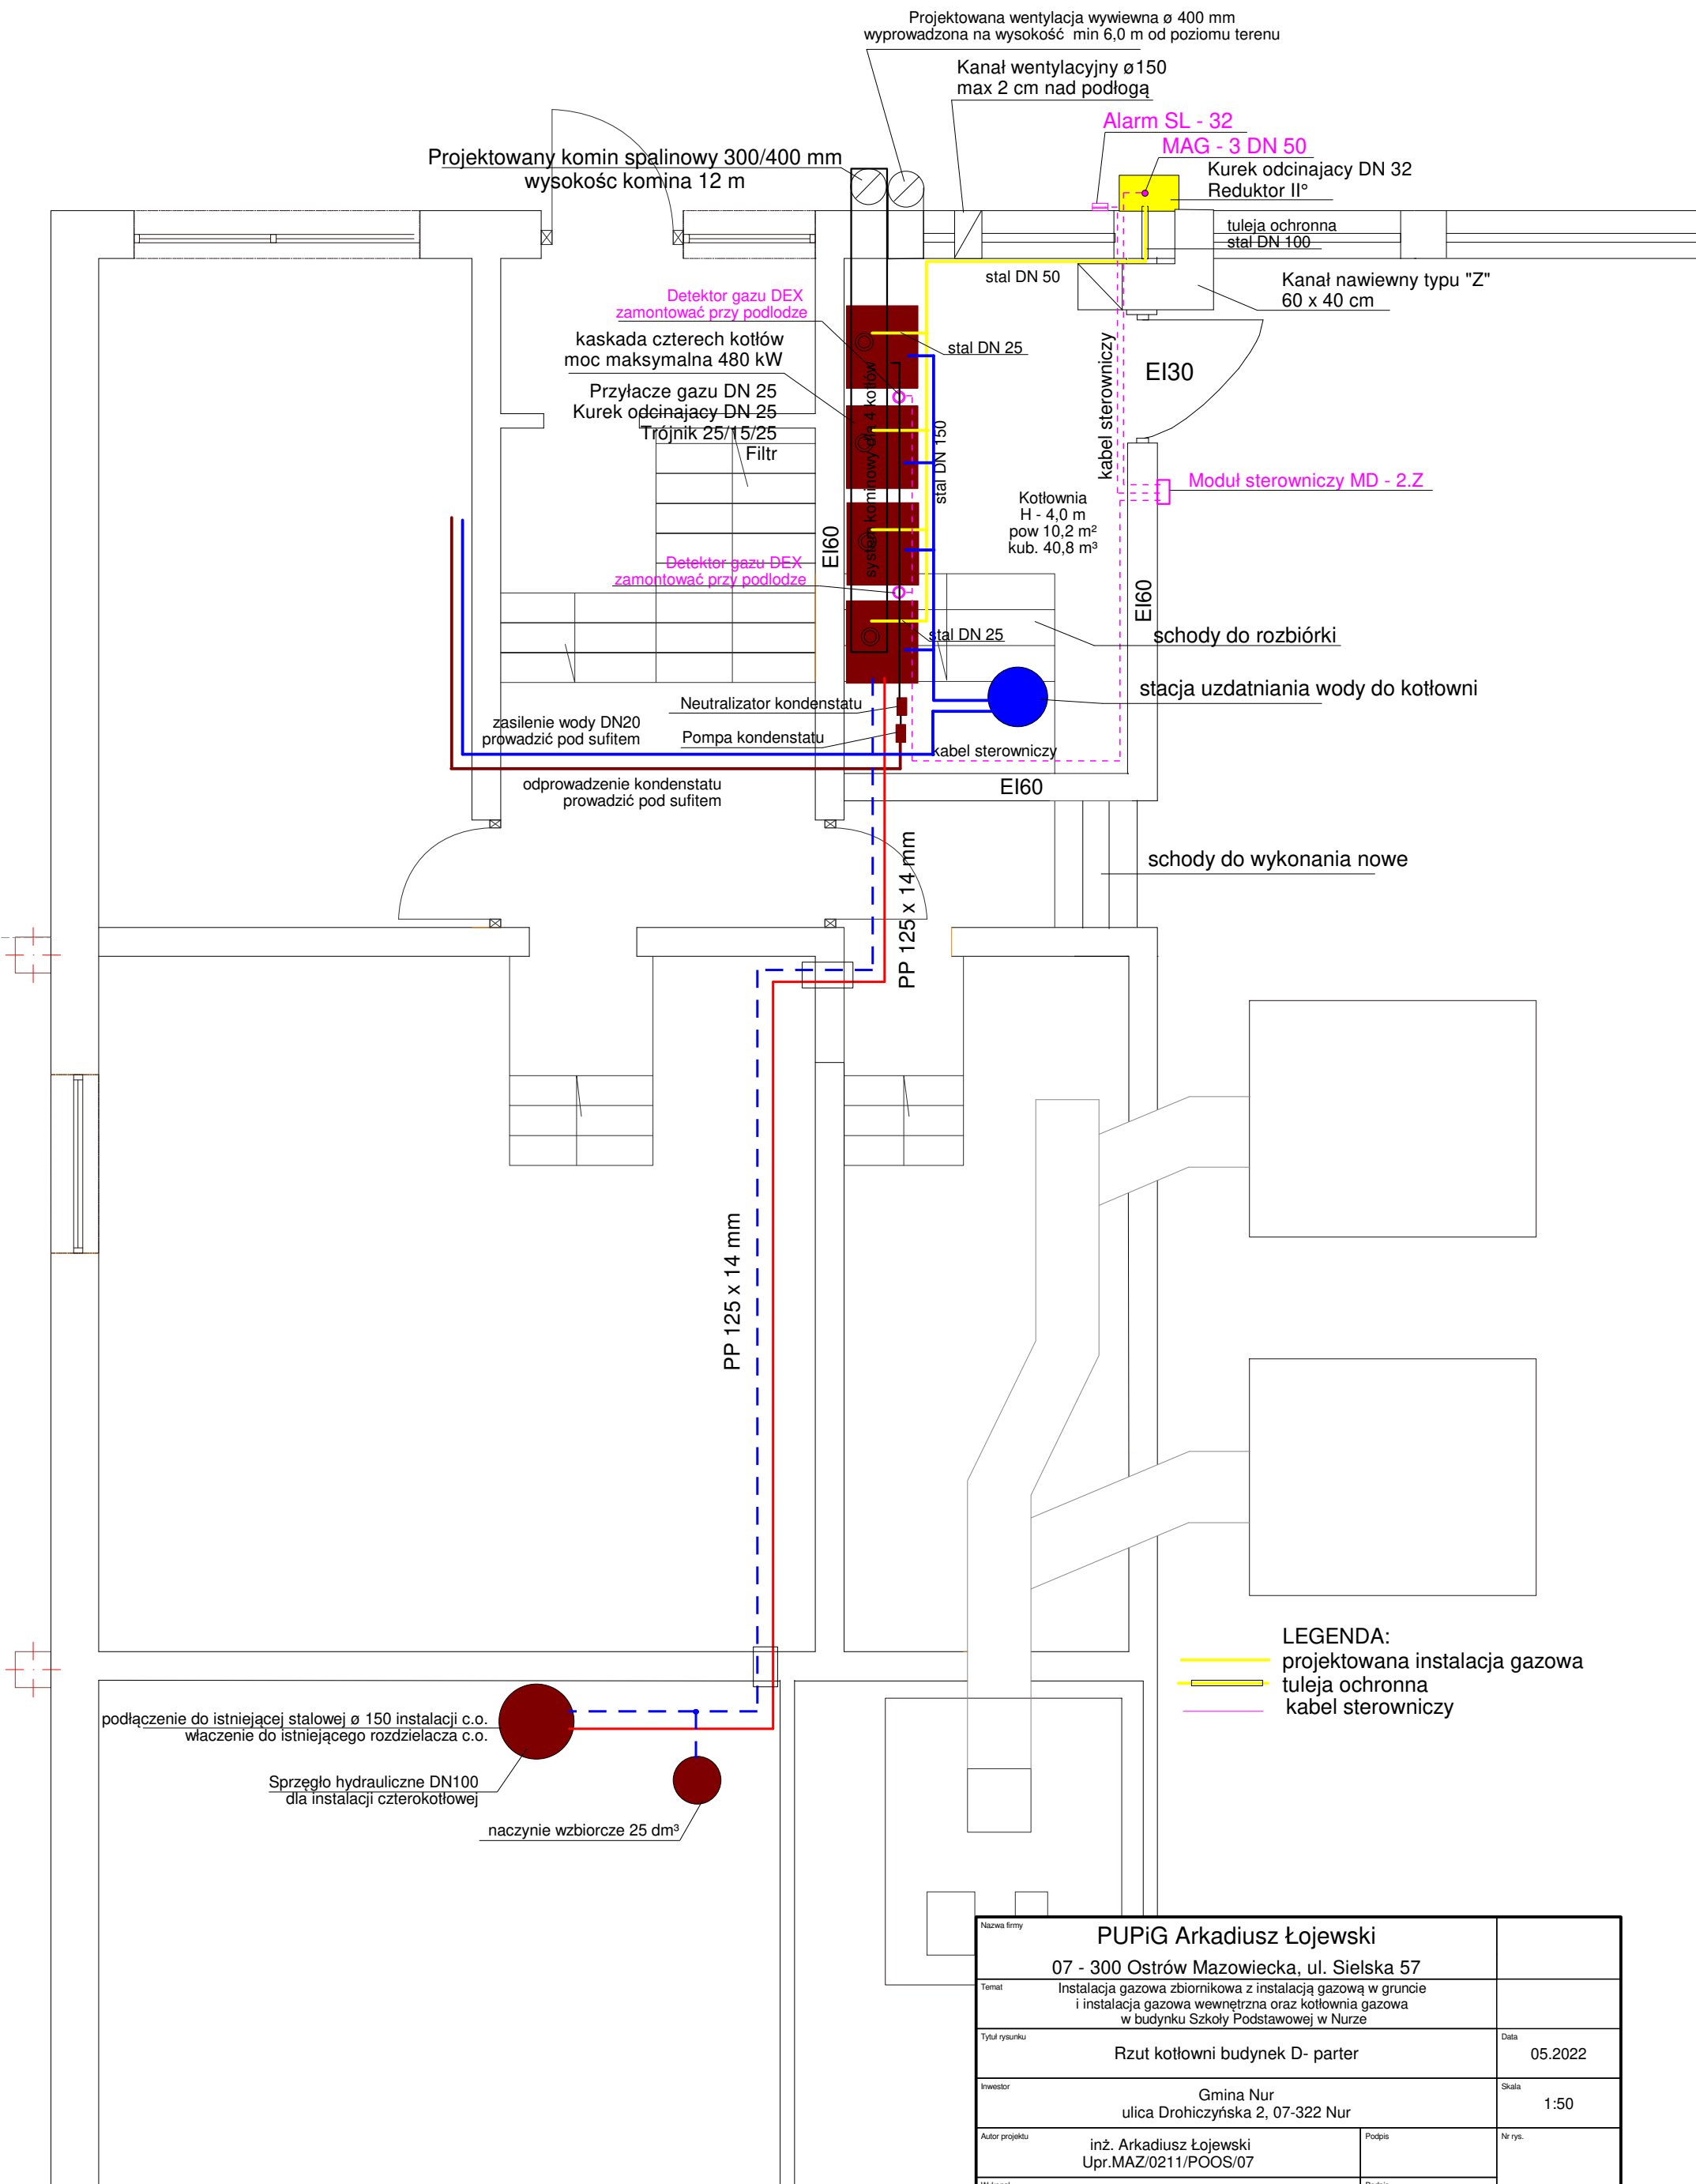 Projektowana wentylacja wywiewna ø 400 mm
wyprowadzona na wysokość min 6,0 m od poziomu terenu
Kanał wentylacyjny ø150
max 2 cm nad podłogą
Alarm SL - 32
MAG - 3 DN 50
Kurek odcinajacy DN 32
Reduktor II°
Projektowany komin spalinowy 300/400 mm
wysokośc komina 12 m
tuleja ochronna
stal DN 100
stal DN 50
Kanał nawiewny typu "Z"
60 x 40 cm
Detektor gazu DEX
zamontować przy podlodze
kaskada czterech kotłów
moc maksymalna 480 kW
stal DN 25
EI30
Przyłacze gazu DN 25
Kurek odcinajacy DN 25
Trójnik 25/15/25
Filtr
system kominowy dla 4 kotłów
stal DN 150
kabel sterowniczy
Moduł sterowniczy MD - 2.Z
Kotłownia
H - 4,0 m
pow 10,2 m²
kub. 40,8 m³
EI60
Detektor gazu DEX
zamontować przy podlodze
EI60
stal DN 25
schody do rozbiórki
stacja uzdatniania wody do kotłowni
Neutralizator kondenstatu
zasilenie wody DN20
prowadzić pod sufitem
Pompa kondenstatu
kabel sterowniczy
odprowadzenie kondenstatu
prowadzić pod sufitem
EI60
PP 125 x 14 mm
schody do wykonania nowe
PP 125 x 14 mm
LEGENDA:
projektowana instalacja gazowa
tuleja ochronna
kabel sterowniczy
podłączenie do istniejącej stalowej ø 150 instalacji c.o.
właczenie do istniejącego rozdzielacza c.o.
Sprzęgło hydrauliczne DN100
dla instalacji czterokotłowej
naczynie wzbiorcze 25 dm³
Nazwa firmy
PUPiG Arkadiusz Łojewski
07 - 300 Ostrów Mazowiecka, ul. Sielska 57
Temat
Instalacja gazowa zbiornikowa z instalacją gazową w gruncie
i instalacja gazowa wewnętrzna oraz kotłownia gazowa
w budynku Szkoły Podstawowej w Nurze
Tytuł rysunku
Rzut kotłowni budynek D- parter
Data
05.2022
Inwestor
Gmina Nur
ulica Drohiczyńska 2, 07-322 Nur
Skala
1:50
Autor projektu
inż. Arkadiusz Łojewski
Upr.MAZ/0211/POOS/07
Podpis
Nr rys.